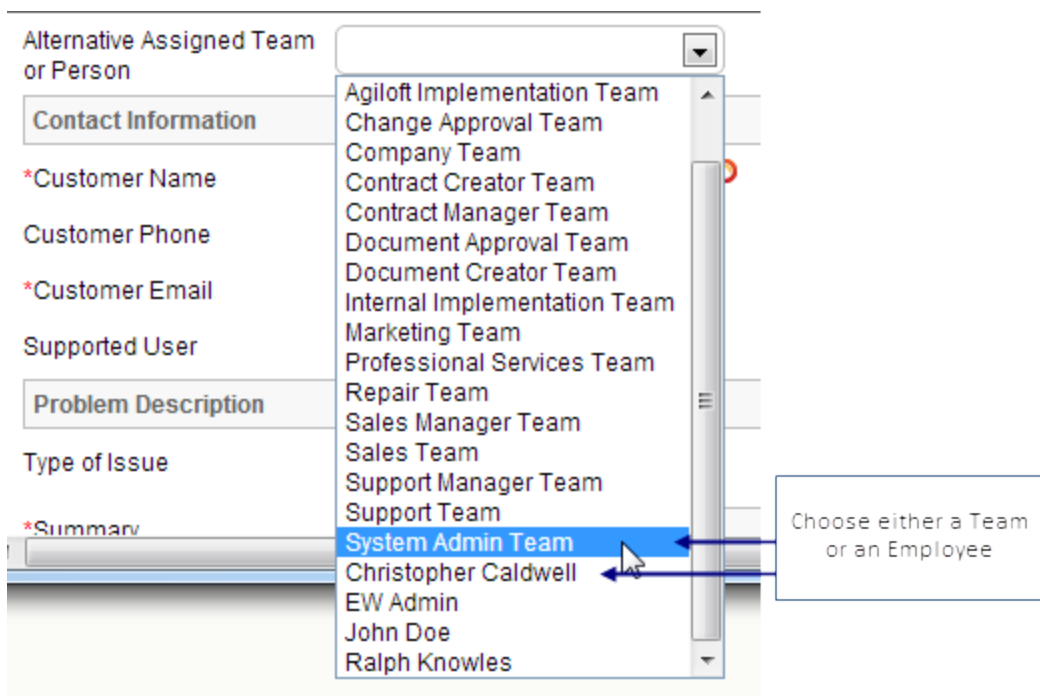 Alternative Assigned Team
or Person
Agiloft Implementation Team
Change Approval Team
Company Team
Contract Creator Team
Contract Manager Team
Document Approval Team
Document Creator Team
Internal Implementation Team
Marketing Team
Professional Services Team
Repair Team
Sales Manager Team
Sales Team
Support Manager Team
Support Team
System Admin Team
Christopher Caldwell
EW Admin
John Doe
Ralph Knowles
Contact Information
*Customer Name
Customer Phone
*Customer Email
Supported User
Problem Description
Type of Issue
*Summary
Choose either a Team
or an Employee